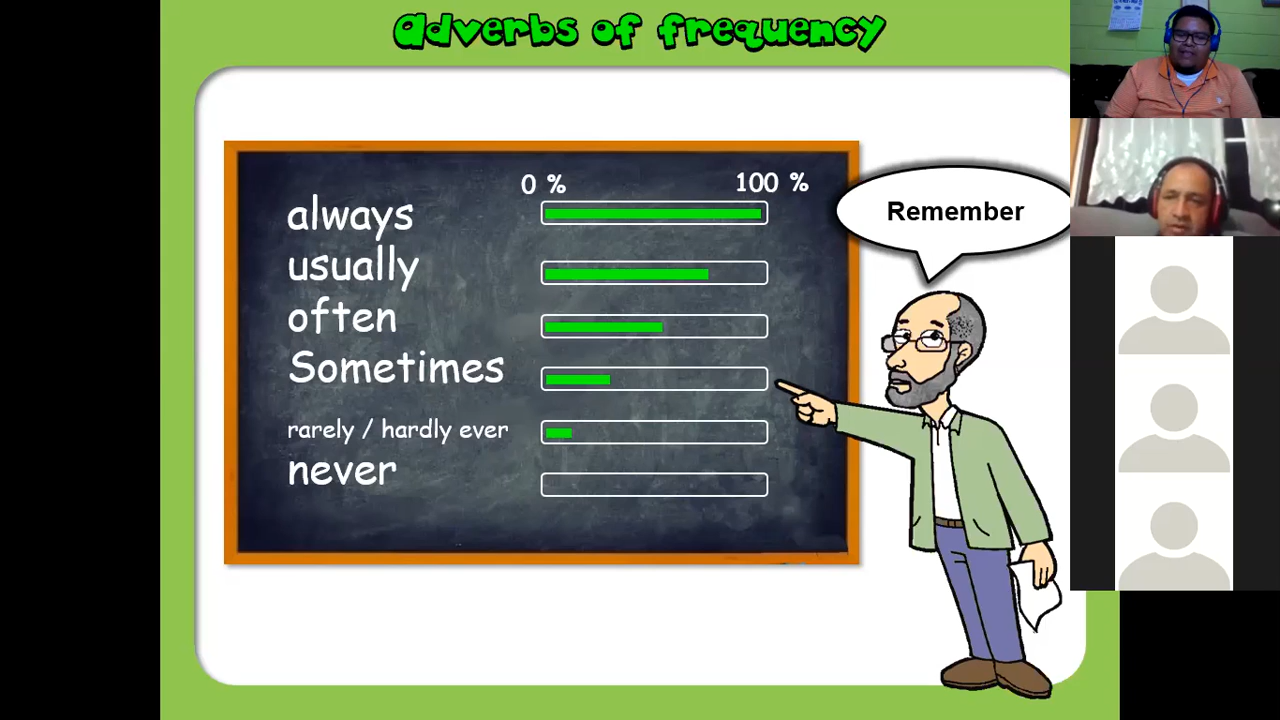 Adverbs of frequency
0 % 100 %
always
usually
often
Sometimes
rarely / hardly ever
never
Remember